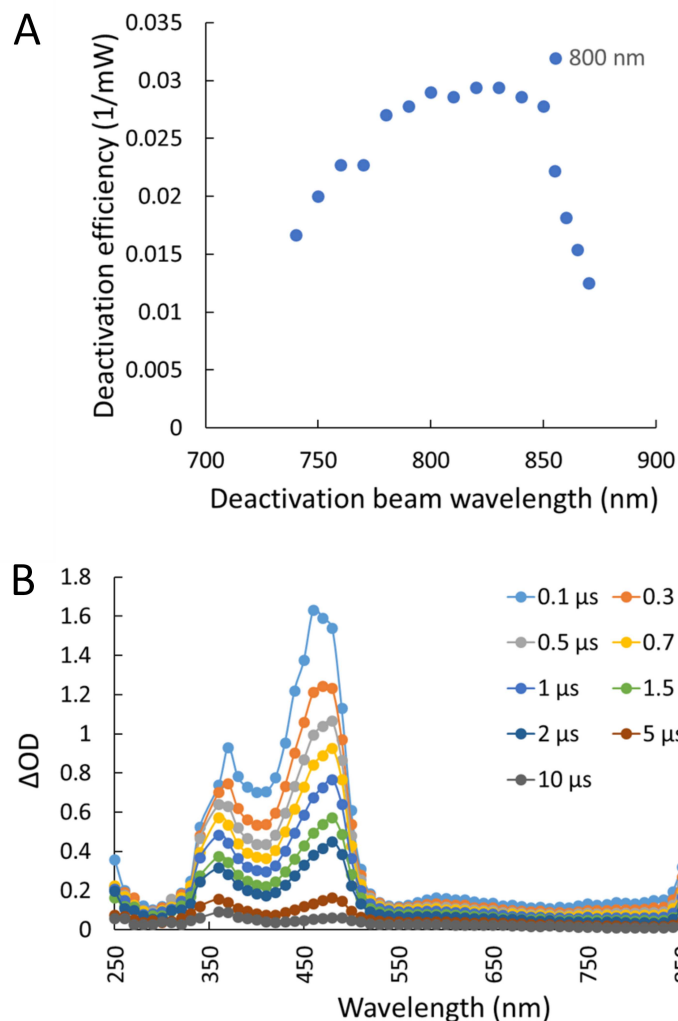 A
Deactivation efficiency (1/mW)
0.035
0.03
0.025
0.02
0.015
0.01
0.005
0
800 nm
700 750 800 850 900
Deactivation beam wavelength (nm)
B
ΔOD
1.8
1.6
1.4
1.2
1
0.8
0.6
0.4
0.2
0
0.1 µs 0.3
0.5 µs 0.7
1 µs 1.5
2 µs 5 µs
10 µs
250 350 450 550 650 750 850
Wavelength (nm)